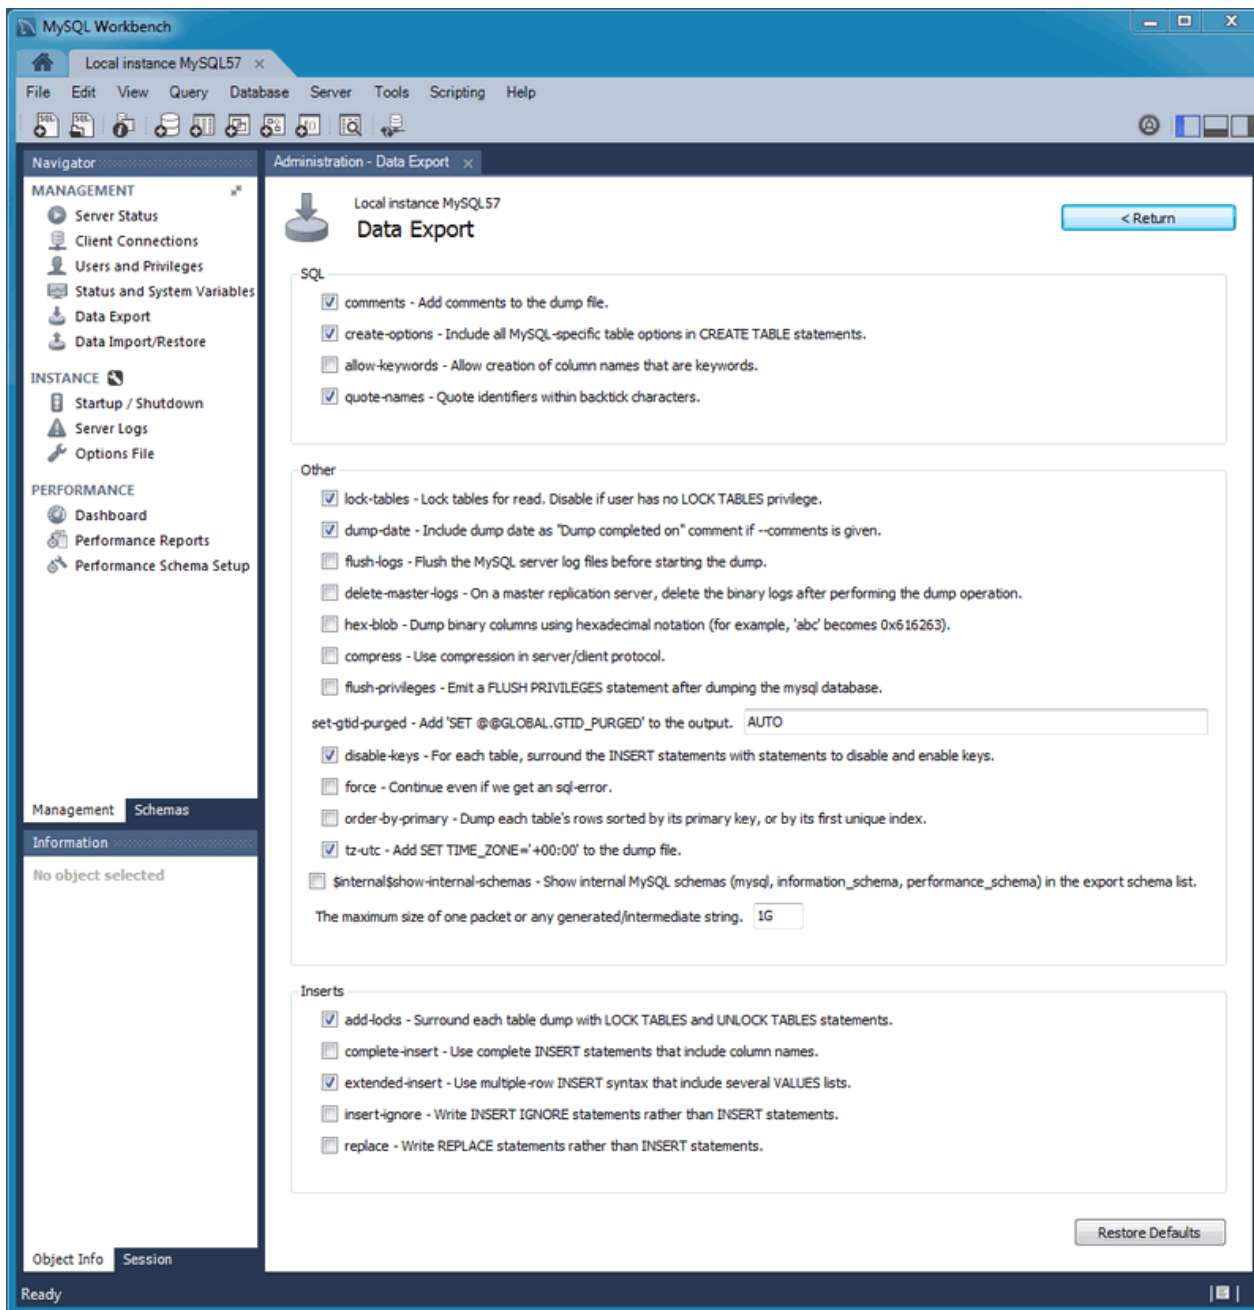 MySQL Workbench
Local instance MySQL57
File Edit View Query Database Server Tools Scripting Help
Navigator
MANAGEMENT
Server Status
Client Connections
Users and Privileges
Status and System Variables
Data Export
Data Import/Restore
INSTANCE
Startup / Shutdown
Server Logs
Options File
PERFORMANCE
Dashboard
Performance Reports
Performance Schema Setup
Management Schemas
Information
No object selected
Object Info Session
Administration - Data Export
Local instance MySQL57
Data Export
< Return
SQL
comments - Add comments to the dump file.
create-options - Include all MySQL-specific table options in CREATE TABLE statements.
allow-keywords - Allow creation of column names that are keywords.
quote-names - Quote identifiers within backtick characters.
Other
lock-tables - Lock tables for read. Disable if user has no LOCK TABLES privilege.
dump-date - Include dump date as "Dump completed on" comment if --comments is given.
flush-logs - Flush the MySQL server log files before starting the dump.
delete-master-logs - On a master replication server, delete the binary logs after performing the dump operation.
hex-blob - Dump binary columns using hexadecimal notation (for example, 'abc' becomes 0x616263).
compress - Use compression in server/client protocol.
flush-privileges - Emit a FLUSH PRIVILEGES statement after dumping the mysql database.
set-gtid-purged - Add 'SET @@GLOBAL.GTID_PURGED' to the output. AUTO
disable-keys - For each table, surround the INSERT statements with statements to disable and enable keys.
force - Continue even if we get an sql-error.
order-by-primary - Dump each table's rows sorted by its primary key, or by its first unique index.
tz-utc - Add SET TIME_ZONE='+00:00' to the dump file.
$internal$show-internal-schemas - Show internal MySQL schemas (mysql, information_schema, performance_schema) in the export schema list.
The maximum size of one packet or any generated/intermediate string. 1G
Inserts
add-locks - Surround each table dump with LOCK TABLES and UNLOCK TABLES statements.
complete-insert - Use complete INSERT statements that include column names.
extended-insert - Use multiple-row INSERT syntax that include several VALUES lists.
insert-ignore - Write INSERT IGNORE statements rather than INSERT statements.
replace - Write REPLACE statements rather than INSERT statements.
Restore Defaults
Ready